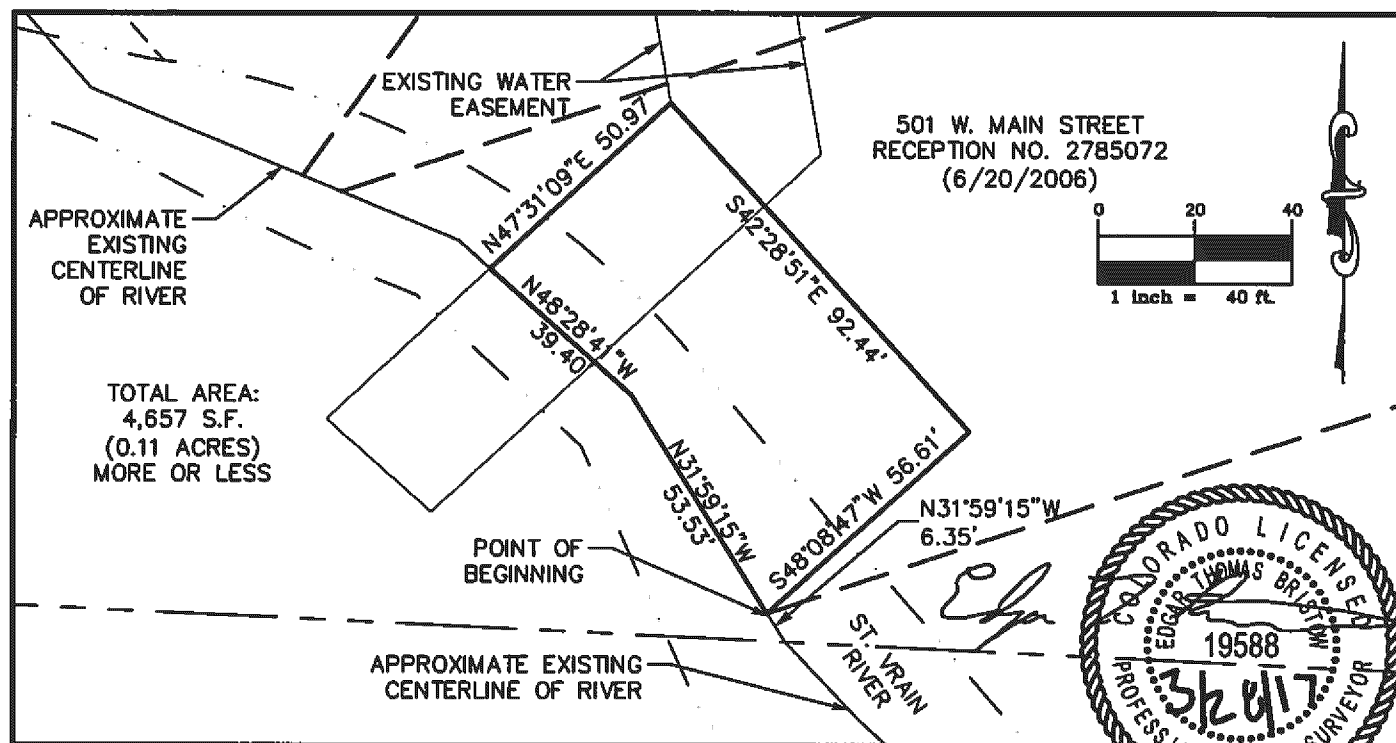 EXISTING WATER
EASEMENT
N47°31'09"E 50.97'
501 W. MAIN STREET
RECEPTION NO. 2785072
(6/20/2006)
0 20 40
1 inch = 40 ft.
APPROXIMATE
EXISTING
CENTERLINE
OF RIVER
S42°28'51"E 92.44'
N48°28'41"W
39.40
TOTAL AREA:
4,657 S.F.
(0.11 ACRES)
MORE OR LESS
N31°59'15"W
53.53'
S48°08'47"W 56.61'
N31°59'15"W
6.35'
POINT OF
BEGINNING
ST. VRAIN
RIVER
APPROXIMATE EXISTING
CENTERLINE OF RIVER
COLORADO LICENSED
EDGAR THOMAS BRISTOW
19588
3/28/17
SURVEYOR